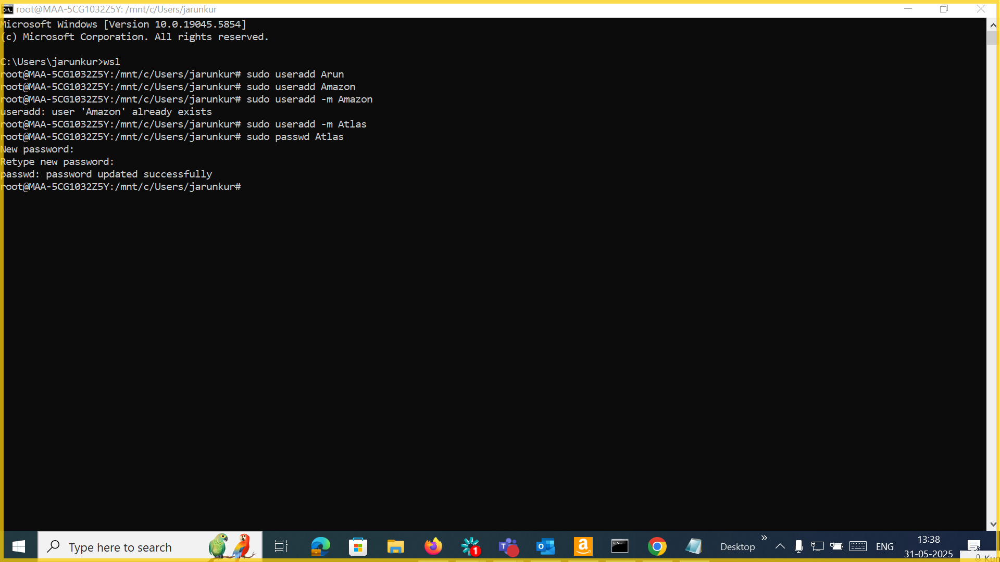 root@MAA-5CG1032Z5Y: /mnt/c/Users/jarunkur
Microsoft Windows [Version 10.0.19045.5854]
(c) Microsoft Corporation. All rights reserved.
C:\Users\jarunkur>wsl
root@MAA-5CG1032Z5Y:/mnt/c/Users/jarunkur# sudo useradd Arun
root@MAA-5CG1032Z5Y:/mnt/c/Users/jarunkur# sudo useradd Amazon
root@MAA-5CG1032Z5Y:/mnt/c/Users/jarunkur# sudo useradd -m Amazon
useradd: user 'Amazon' already exists
root@MAA-5CG1032Z5Y:/mnt/c/Users/jarunkur# sudo useradd -m Atlas
root@MAA-5CG1032Z5Y:/mnt/c/Users/jarunkur# sudo passwd Atlas
New password:
Retype new password:
passwd: password updated successfully
root@MAA-5CG1032Z5Y:/mnt/c/Users/jarunkur#
Type here to search
1
Desktop
ENG
13:38
31-05-2025